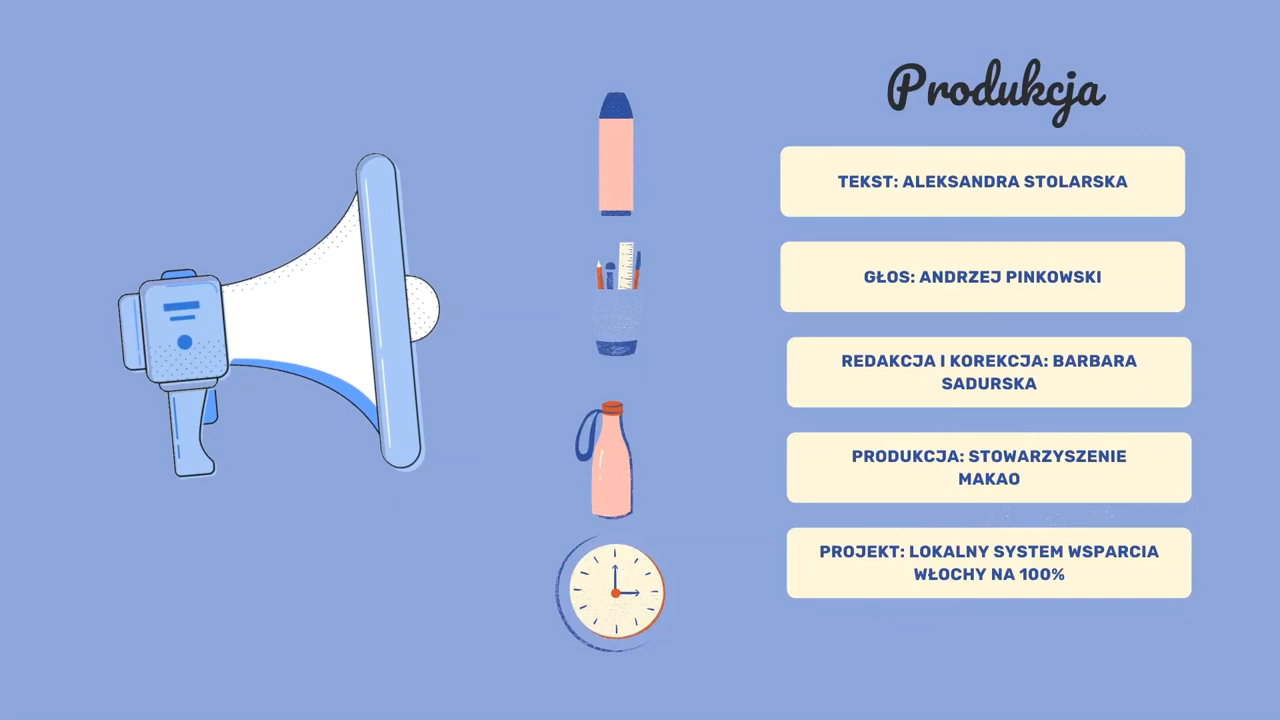 Produkcja
TEKST: ALEKSANDRA STOLARSKA
GŁOS: ANDRZEJ PINKOWSKI
REDAKCJA I KOREKCJA: BARBARA
SADURSKA
PRODUKCJA: STOWARZYSZENIE
MAKAO
PROJEKT: LOKALNY SYSTEM WSPARCIA
WŁOCHY NA 100%